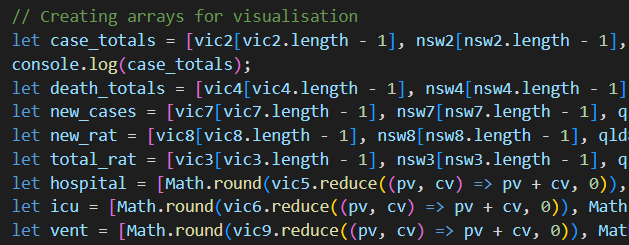 // Creating arrays for visualisation
let case_totals = [vic2[vic2.length - 1], nsw2[nsw2.length - 1],
console.log(case_totals);
let death_totals = [vic4[vic4.length - 1], nsw4[nsw4.length - 1]
let new_cases = [vic7[vic7.length - 1], nsw7[nsw7.length - 1], q
let new_rat = [vic8[vic8.length - 1], nsw8[nsw8.length - 1], qld
let total_rat = [vic3[vic3.length - 1], nsw3[nsw3.length - 1], q
let hospital = [Math.round(vic5.reduce((pv, cv) => pv + cv, 0)),
let icu = [Math.round(vic6.reduce((pv, cv) => pv + cv, 0)), Math
let vent = [Math.round(vic9.reduce((pv, cv) => pv + cv, 0)), Mat